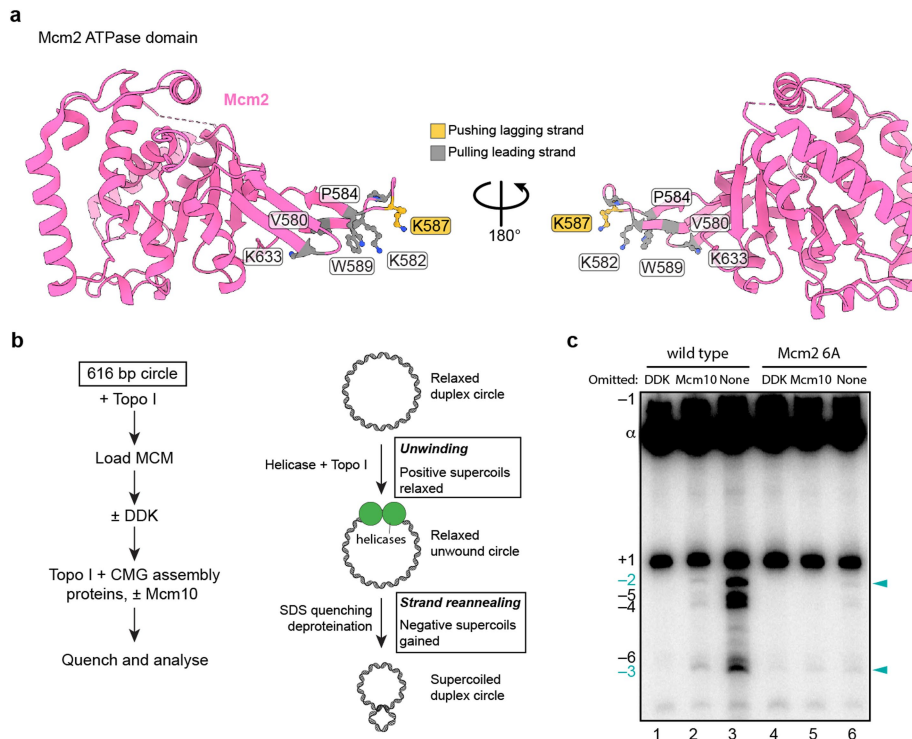 a
Mcm2 ATPase domain
Mcm2
Pushing lagging strand
Pulling leading strand
P584
V580
K587
K633
W589
K582
180°
P584
K587
V580
K582
W589
K633
b
616 bp circle
+ Topo I
Load MCM
± DDK
Topo I + CMG assembly
proteins, ± Mcm10
Quench and analyse
Relaxed
duplex circle
Helicase + Topo I
Unwinding
Positive supercoils
relaxed
helicases
Relaxed
unwound circle
SDS quenching
deproteination
Strand reannealing
Negative supercoils
gained
Supercoiled
duplex circle
c
wild type
Mcm2 6A
Omitted: DDK Mcm10 None DDK Mcm10 None
–1
α
+1
–2
–5
–4
–6
–3
1 2 3 4 5 6